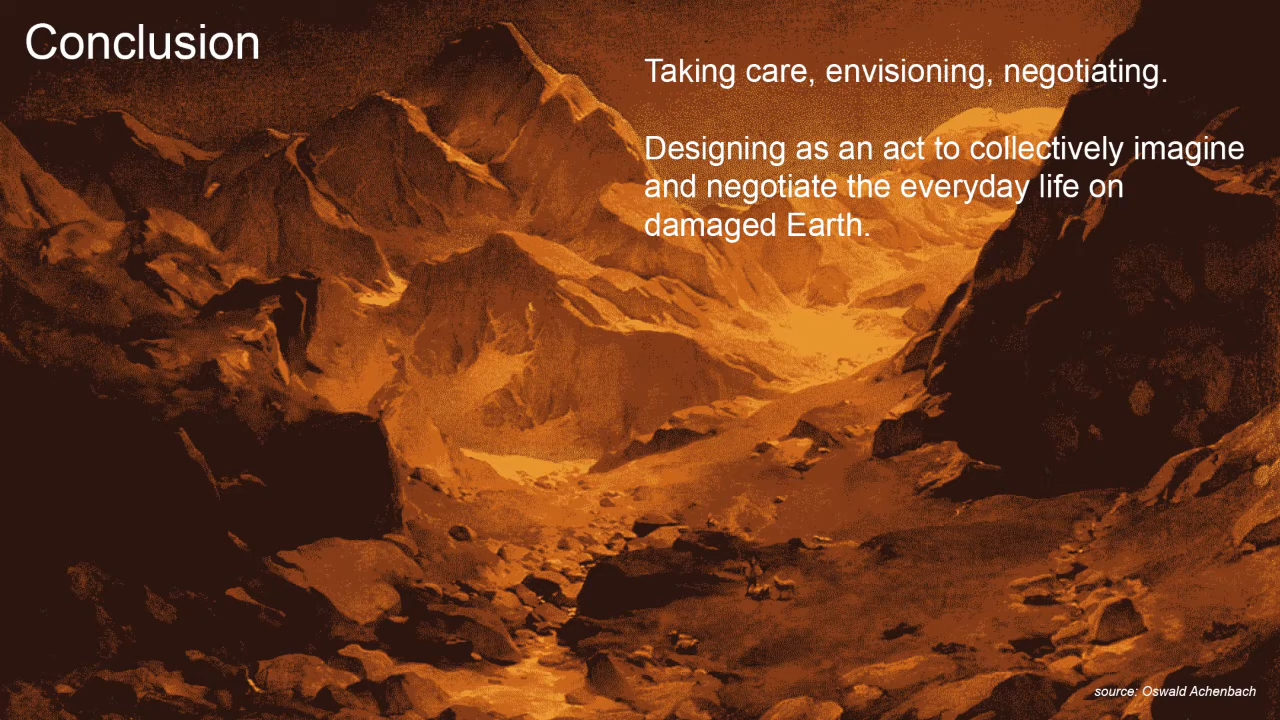 Conclusion
Taking care, envisioning, negotiating.
Designing as an act to collectively imagine
and negotiate the everyday life on
damaged Earth.
source: Oswald Achenbach